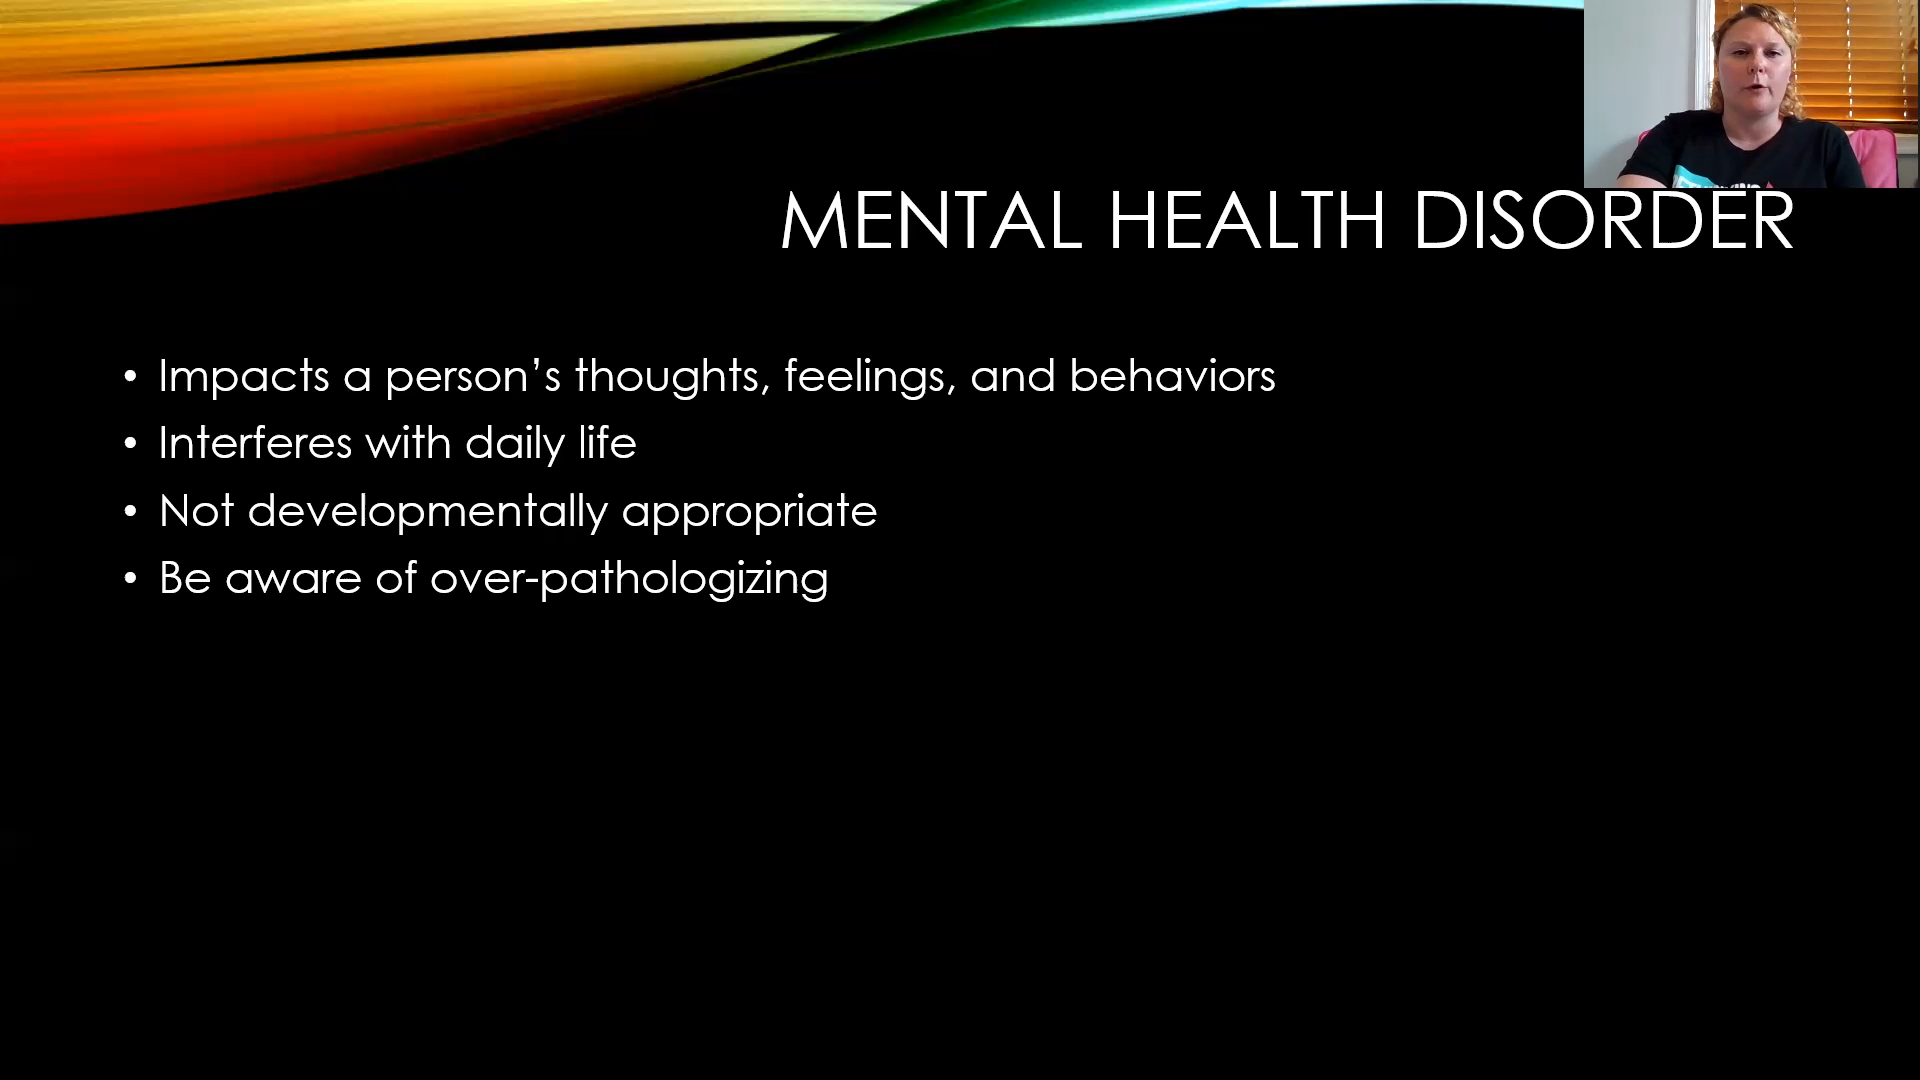 MENTAL HEALTH DISORDER
• Impacts a person’s thoughts, feelings, and behaviors
• Interferes with daily life
• Not developmentally appropriate
• Be aware of over-pathologizing